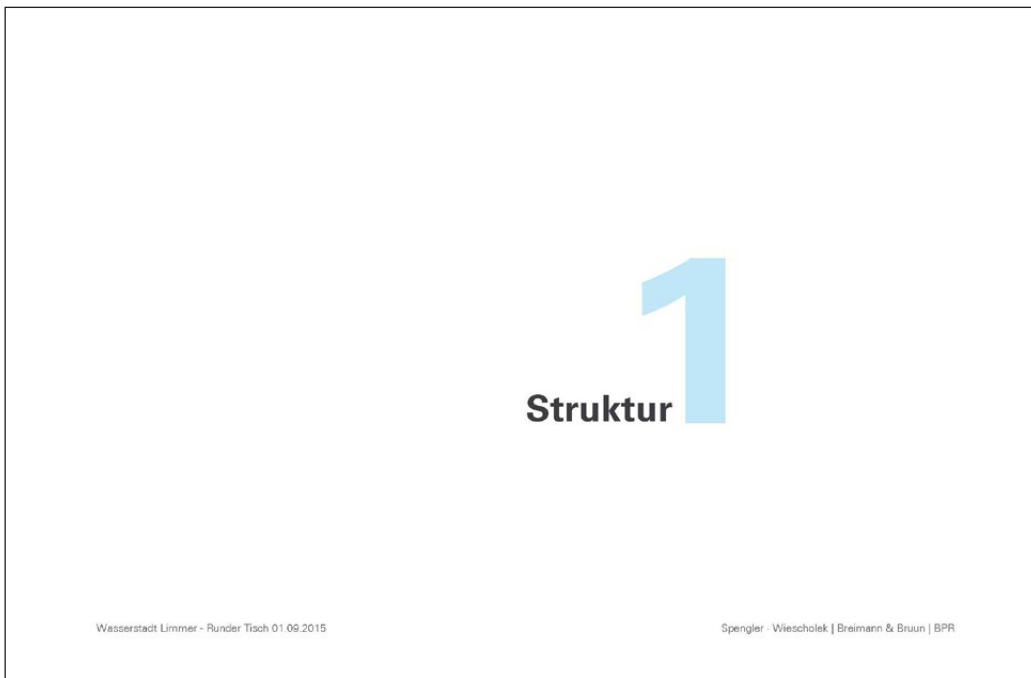 Struktur 1
Wasserstadt Limmer - Runder Tisch 01.09.2015
Spengler · Wiescholek | Breimann & Bruun | BPR